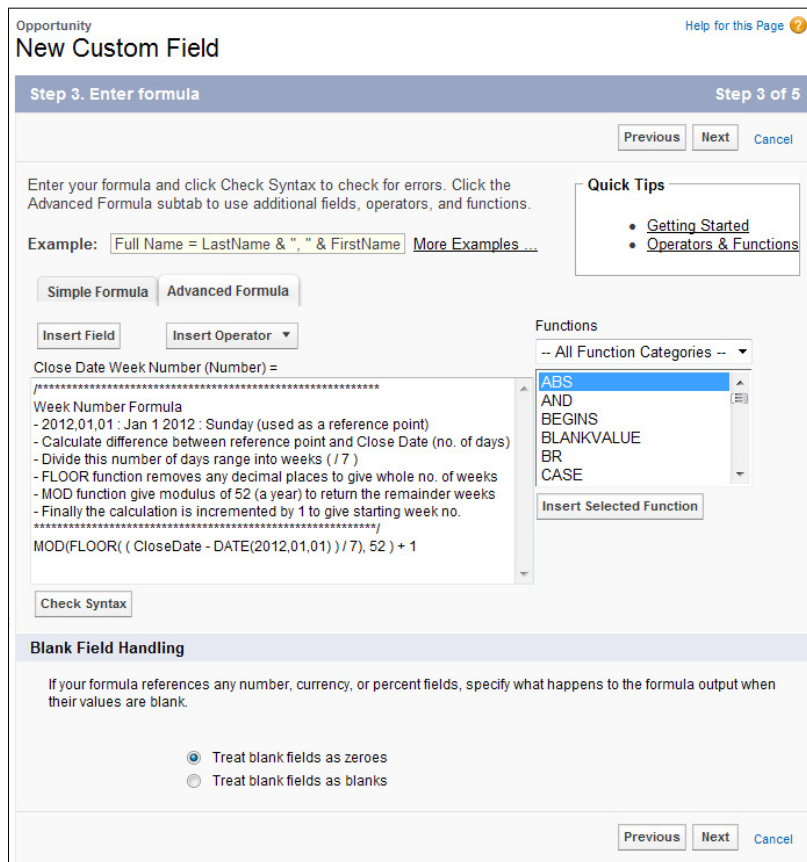 Opportunity
Help for this Page ?
New Custom Field
Step 3. Enter formula
Step 3 of 5
Previous Next Cancel
Enter your formula and click Check Syntax to check for errors. Click the
Advanced Formula subtab to use additional fields, operators, and functions.
Quick Tips
• Getting Started
• Operators & Functions
Example: Full Name = LastName & ", " & FirstName More Examples ...
Simple Formula Advanced Formula
Insert Field Insert Operator
Functions
-- All Function Categories --
Close Date Week Number (Number) =
/***********************************************************
Week Number Formula
- 2012,01,01 : Jan 1 2012 : Sunday (used as a reference point)
- Calculate difference between reference point and Close Date (no. of days)
- Divide this number of days range into weeks ( / 7 )
- FLOOR function removes any decimal places to give whole no. of weeks
- MOD function give modulus of 52 (a year) to return the remainder weeks
- Finally the calculation is incremented by 1 to give starting week no.
***********************************************************/
MOD(FLOOR( ( CloseDate - DATE(2012,01,01) ) / 7), 52 ) + 1
ABS
AND
BEGINS
BLANKVALUE
BR
CASE
Insert Selected Function
Check Syntax
Blank Field Handling
If your formula references any number, currency, or percent fields, specify what happens to the formula output when
their values are blank.
Treat blank fields as zeroes
Treat blank fields as blanks
Previous Next Cancel